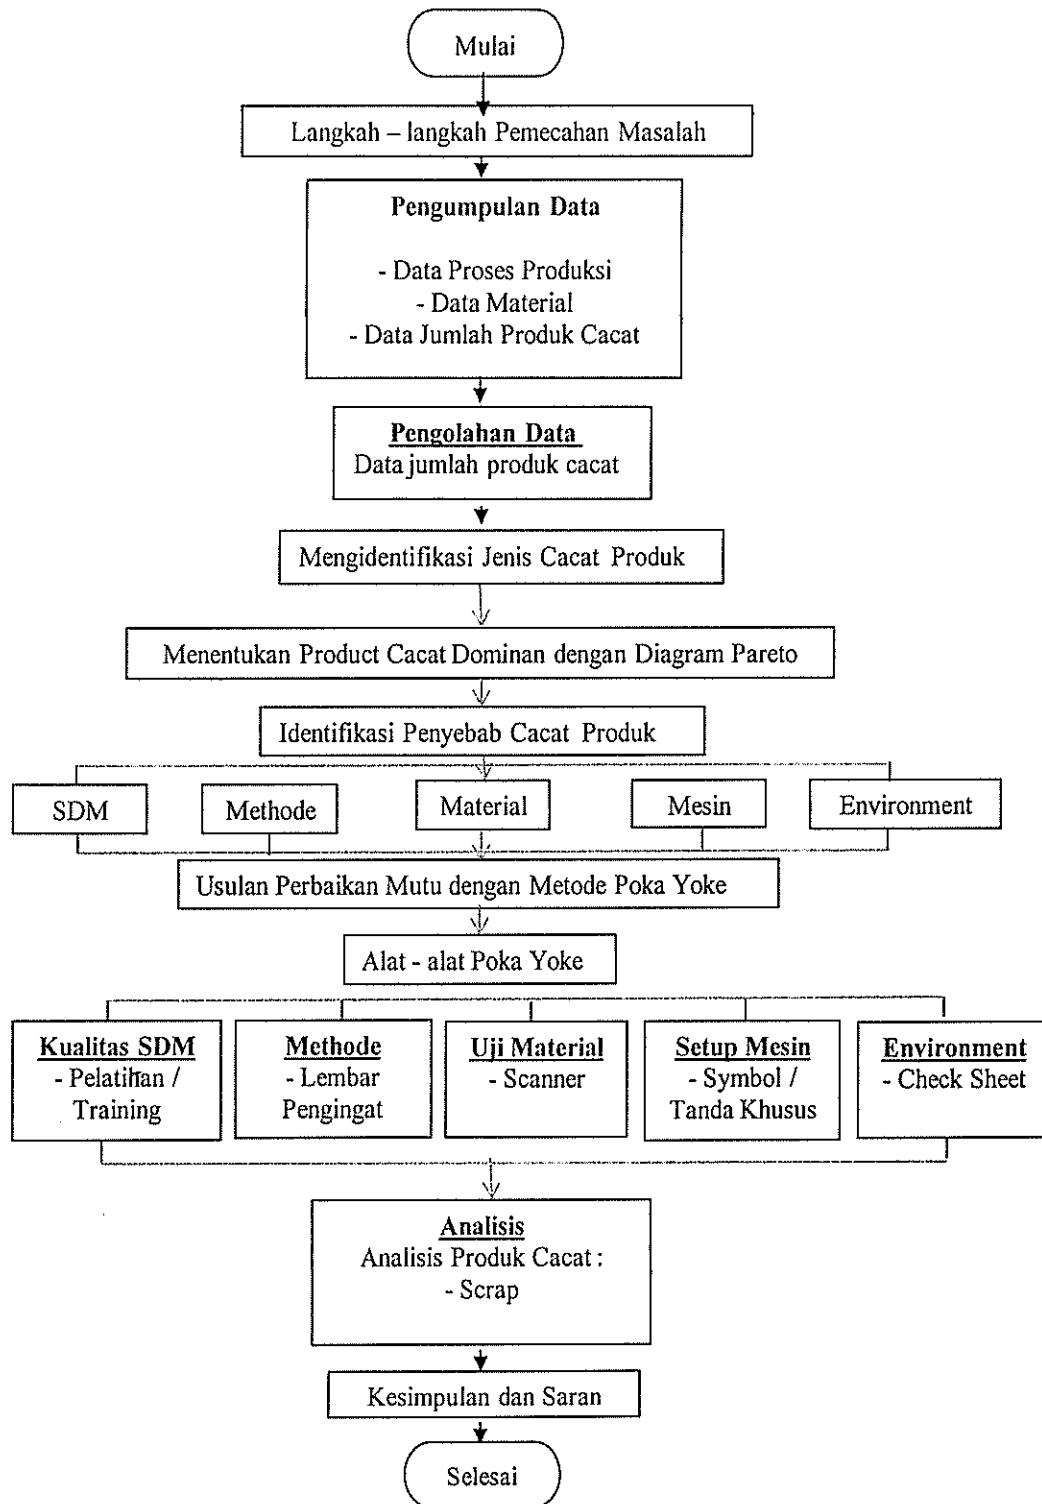 Mulai
Langkah – langkah Pemecahan Masalah
Pengumpulan Data
- Data Proses Produksi
- Data Material
- Data Jumlah Produk Cacat
Pengolahan Data
Data jumlah produk cacat
Mengidentifikasi Jenis Cacat Produk
Menentukan Product Cacat Dominan dengan Diagram Pareto
Identifikasi Penyebab Cacat Produk
SDM
Methode
Material
Mesin
Environment
Usulan Perbaikan Mutu dengan Metode Poka Yoke
Alat - alat Poka Yoke
Kualitas SDM
- Pelatihan /
Training
Methode
- Lembar
Pengingat
Uji Material
- Scanner
Setup Mesin
- Symbol /
Tanda Khusus
Environment
- Check Sheet
Analisis
Analisis Produk Cacat :
- Scrap
Kesimpulan dan Saran
Selesai